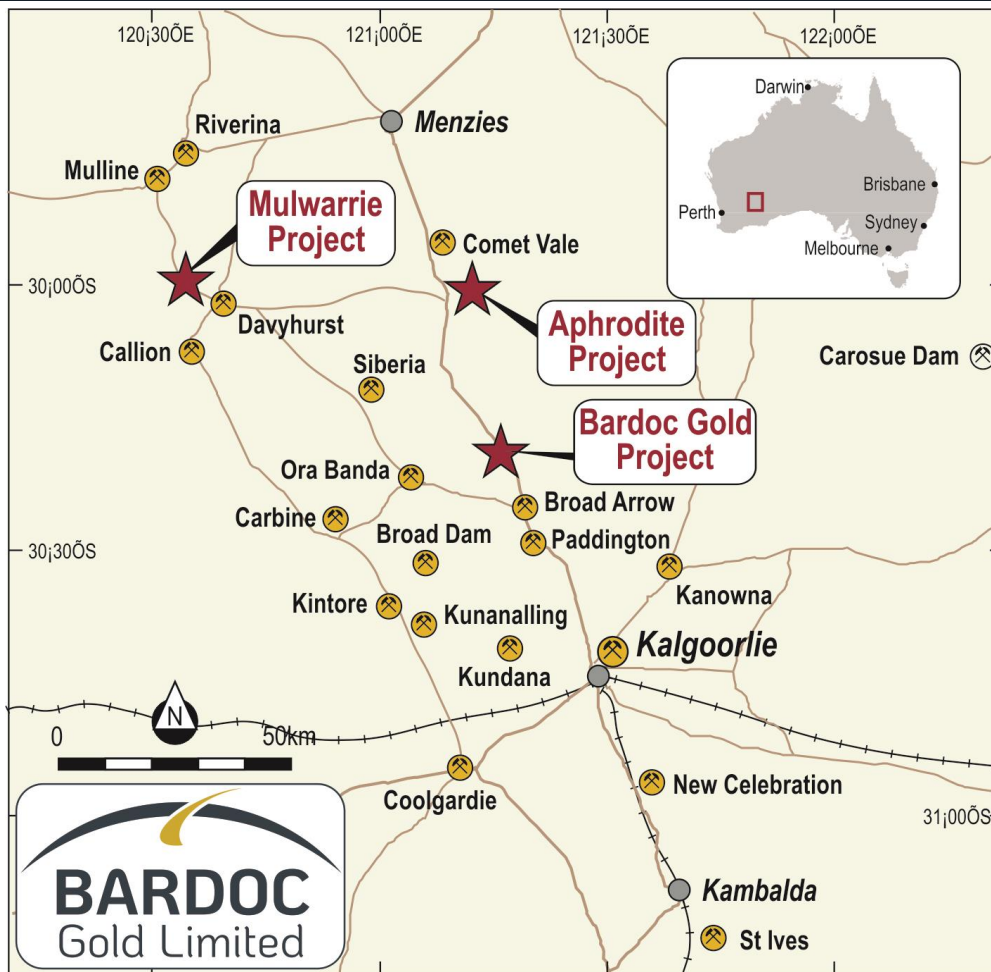 120¡30ÕE
121¡00ÕE
121¡30ÕE
122¡00ÕE
Darwin
Brisbane
Perth
Sydney
Melbourne
Menzies
Riverina
Mulline
Mulwarrie
Project
Comet Vale
30¡00ÕS
Davyhurst
Aphrodite
Project
Callion
Siberia
Carosue Dam
Bardoc Gold
Project
Ora Banda
Broad Arrow
Carbine
Broad Dam
Paddington
30¡30ÕS
Kanowna
Kintore
Kunanalling
Kalgoorlie
Kundana
N
0
50km
New Celebration
Coolgardie
31¡00ÕS
BARDOC
Gold Limited
Kambalda
St Ives